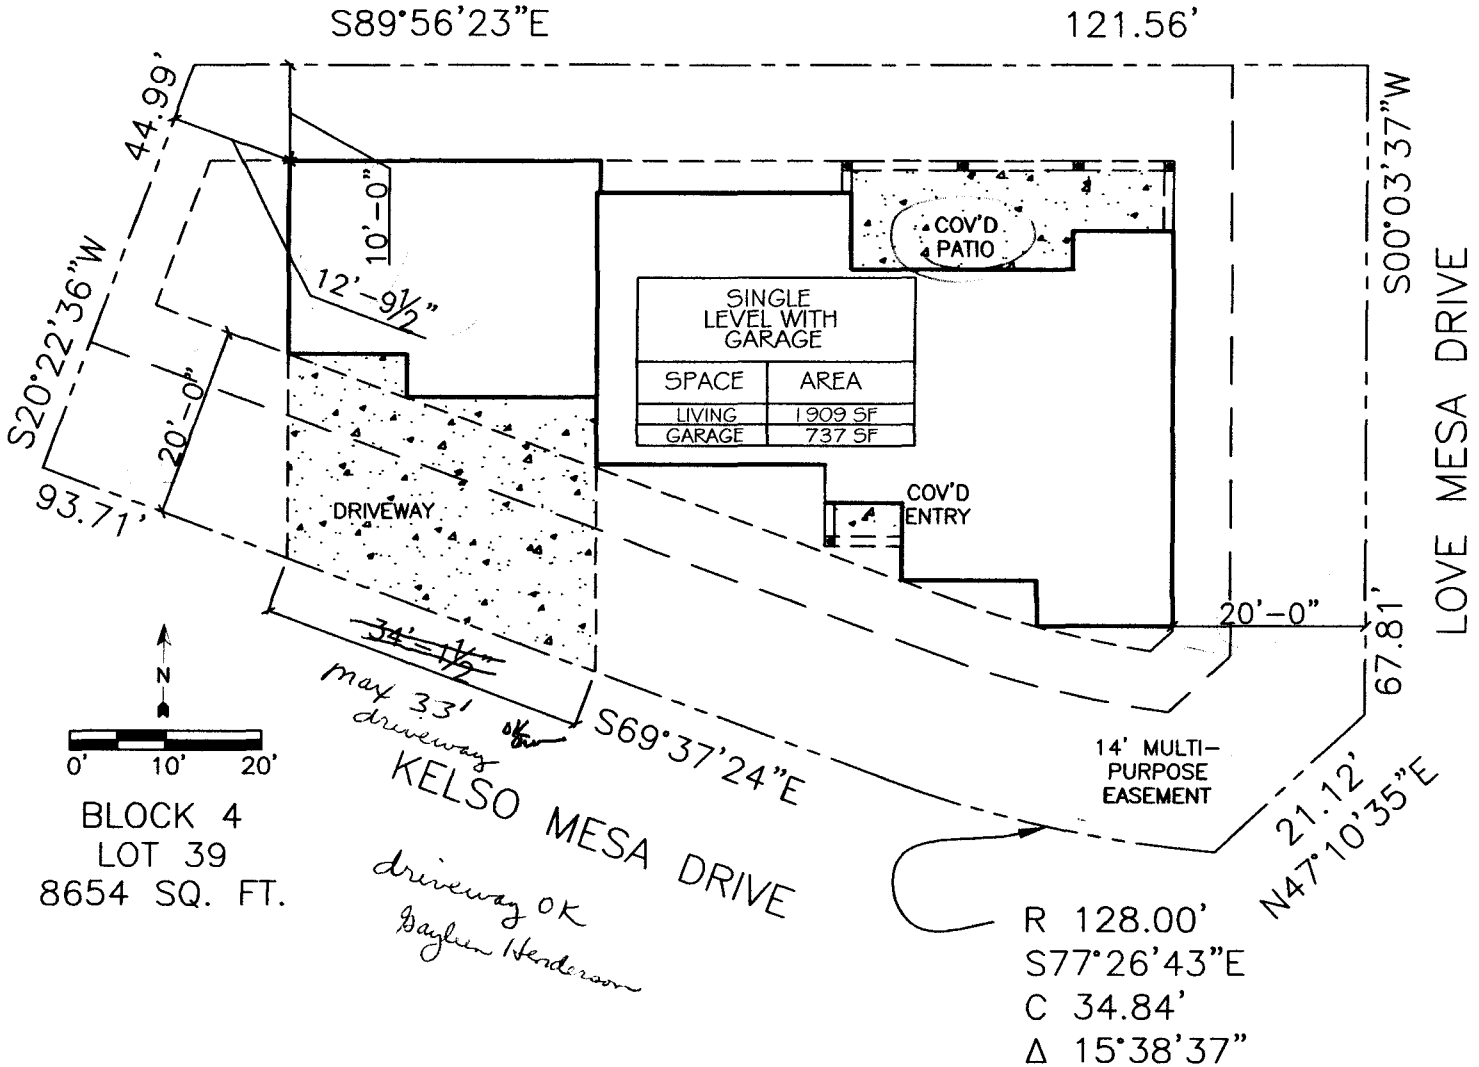 S89°56'23"E
121.56'
44.99'
S00°03'37"W
10'-0"
COV'D
PATIO
12'-9½"
SINGLE
LEVEL WITH
GARAGE
SPACE AREA
LIVING 1909 SF
GARAGE 737 SF
S20°22'36"W
20'-0"
LOVE MESA DRIVE
93.71'
DRIVEWAY
COV'D
ENTRY
20'-0"
67.81'
34'-1½"
max 33'
driveway
OK
S69°37'24"E
N
0' 10' 20'
KELSO MESA DRIVE
14' MULTI-
PURPOSE
EASEMENT
21.12'
N47°10'35"E
BLOCK 4
LOT 39
8654 SQ. FT.
driveway OK
Gayleen Henderson
R 128.00'
S77°26'43"E
C 34.84'
Δ 15°38'37"